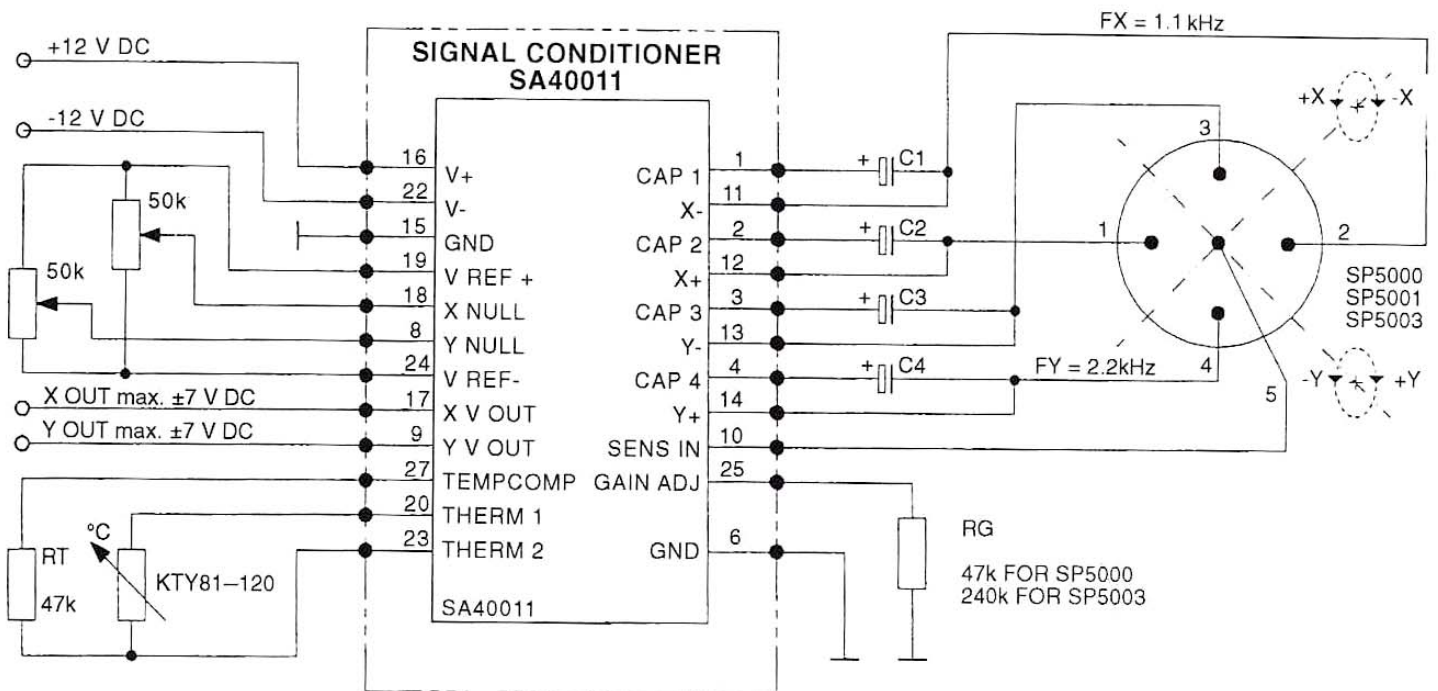 FX = 1.1 kHz
+12 V DC
SIGNAL CONDITIONER
SA40011
-12 V DC
+X -X
3
16
V+
CAP 1
1
+ C1
22
V-
X-
11
50k
15
GND
CAP 2
2
+ C2
1
2
19
V REF +
X+
12
50k
SP5000
SP5001
SP5003
18
X NULL
CAP 3
3
+ C3
8
Y NULL
Y-
13
24
V REF-
CAP 4
4
+ C4
FY = 2.2kHz
4
-Y +Y
X OUT max. ±7 V DC
17
X V OUT
Y+
14
5
Y OUT max. ±7 V DC
9
Y V OUT
SENS IN
10
27
TEMPCOMP
GAIN ADJ
25
20
THERM 1
°C
RT
47k
KTY81–120
23
THERM 2
GND
6
RG
47k FOR SP5000
240k FOR SP5003
SA40011